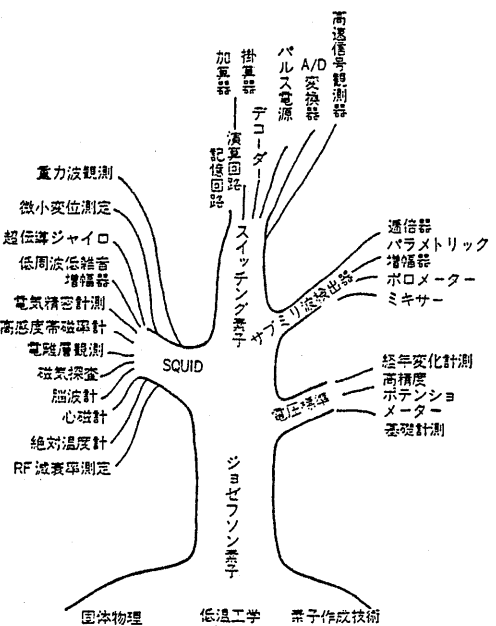 加算器
掛算器
記憶回路
演算回路
デコーダー
パルス電源
A/D変換器
高速信号観測器
スイッチング素子
重力波観測
微小変位測定
超伝導ジャイロ
低周波低雑音
増幅器
電気精密計測
高感度帯磁率計
電離層観測
磁気探査
脳波計
心磁計
絶対温度計
RF減衰率測定
SQUID
サブミリ波検出器
逓倍器
パラメトリック
増幅器
ボロメーター
ミキサー
電圧標準
経年変化計測
高精度
ポテンショ
メーター
基礎計測
ジョゼフソン素子
固体物理
低温工学
素子作成技術